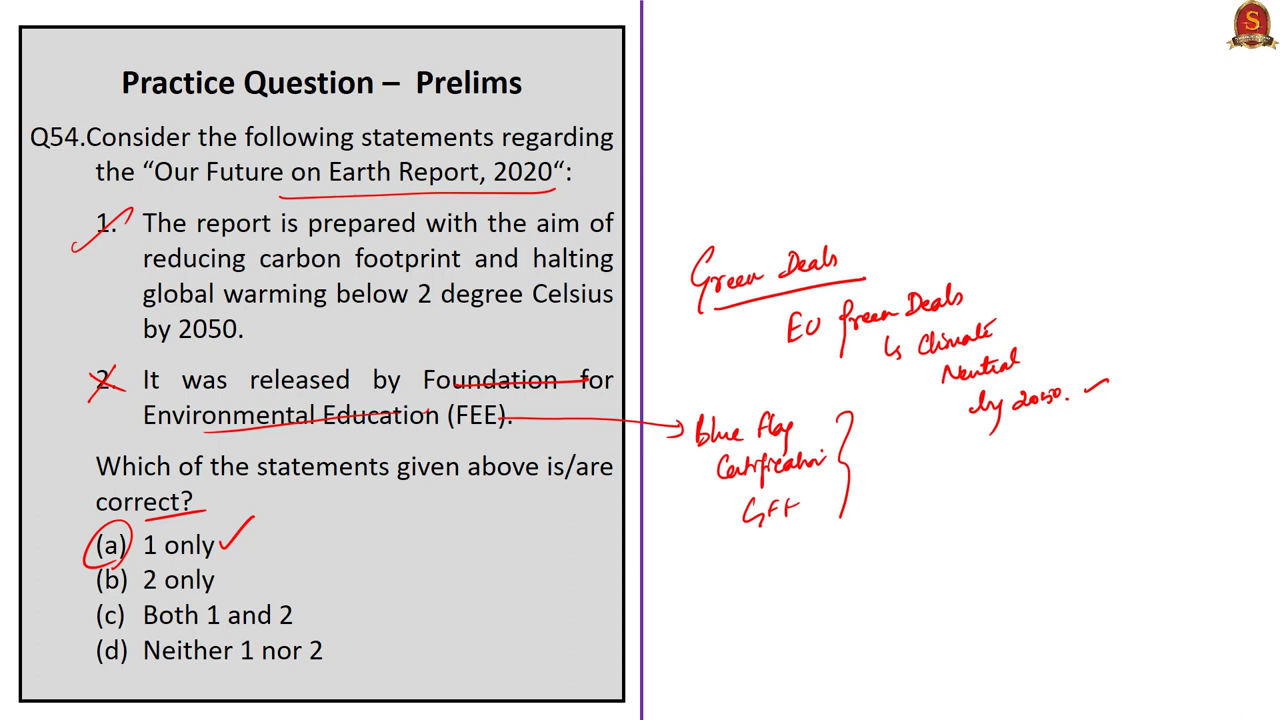 Practice Question – Prelims
Q54.Consider the following statements regarding
the “Our Future on Earth Report, 2020“:
1. The report is prepared with the aim of
reducing carbon footprint and halting
global warming below 2 degree Celsius
by 2050.
2. It was released by Foundation for
Environmental Education (FEE).
Which of the statements given above is/are
correct?
(a) 1 only
(b) 2 only
(c) Both 1 and 2
(d) Neither 1 nor 2
Green Deals
EU Green Deals
Climate
Neutral
by 2050.
Blue Flag
Certification
S